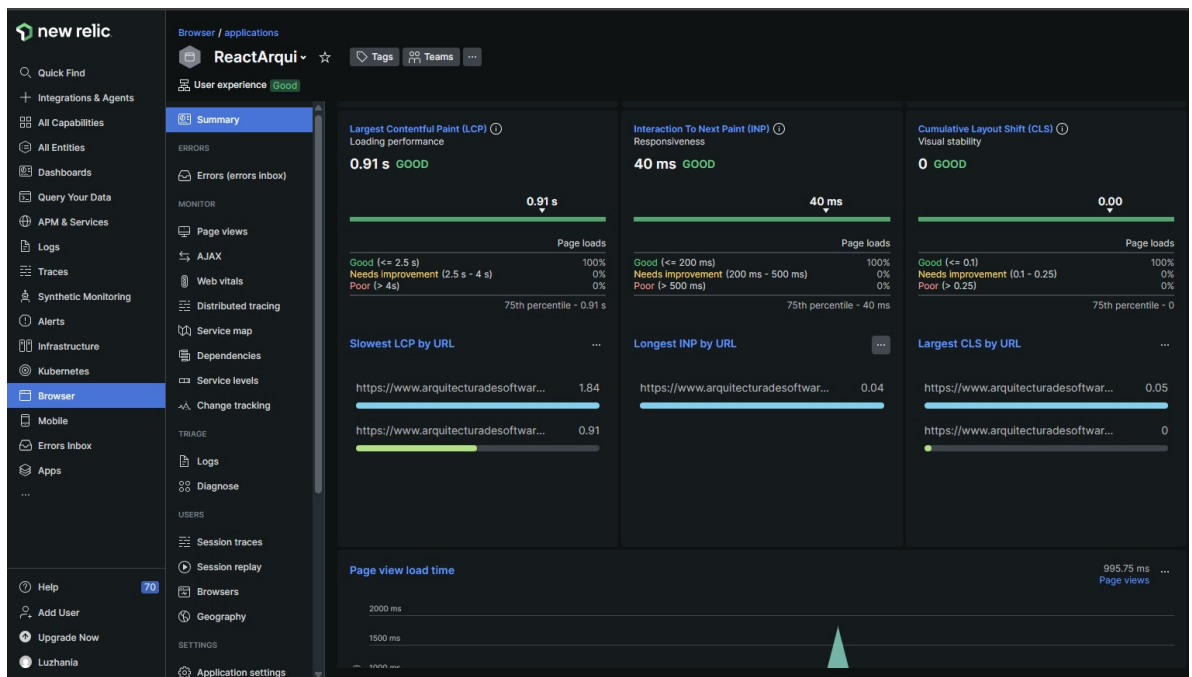 new relic
Quick Find
Integrations & Agents
All Capabilities
All Entities
Dashboards
Query Your Data
APM & Services
Logs
Traces
Synthetic Monitoring
Alerts
Infrastructure
Kubernetes
Browser
Mobile
Errors Inbox
Apps
...
Help 70
Add User
Upgrade Now
Luzhania
Browser / applications
ReactArqui
Tags
Teams
...
User experience Good
Summary
ERRORS
Errors (errors inbox)
MONITOR
Page views
AJAX
Web vitals
Distributed tracing
Service map
Dependencies
Service levels
Change tracking
TRIAGE
Logs
Diagnose
USERS
Session traces
Session replay
Browsers
Geography
SETTINGS
Application settings
Largest Contentful Paint (LCP)
Loading performance
0.91 s GOOD
0.91 s
Page loads
Good (<= 2.5 s) 100%
Needs improvement (2.5 s - 4 s) 0%
Poor (> 4s) 0%
75th percentile - 0.91 s
Slowest LCP by URL ...
https://www.arquitecturadesoftwar... 1.84
https://www.arquitecturadesoftwar... 0.91
Interaction To Next Paint (INP)
Responsiveness
40 ms GOOD
40 ms
Page loads
Good (<= 200 ms) 100%
Needs improvement (200 ms - 500 ms) 0%
Poor (> 500 ms) 0%
75th percentile - 40 ms
Longest INP by URL ...
https://www.arquitecturadesoftwar... 0.04
Cumulative Layout Shift (CLS)
Visual stability
0 GOOD
0.00
Page loads
Good (<= 0.1) 100%
Needs improvement (0.1 - 0.25) 0%
Poor (> 0.25) 0%
75th percentile - 0
Largest CLS by URL ...
https://www.arquitecturadesoftwar... 0.05
https://www.arquitecturadesoftwar... 0
Page view load time
995.75 ms ...
Page views
2000 ms
1500 ms
1000 ms